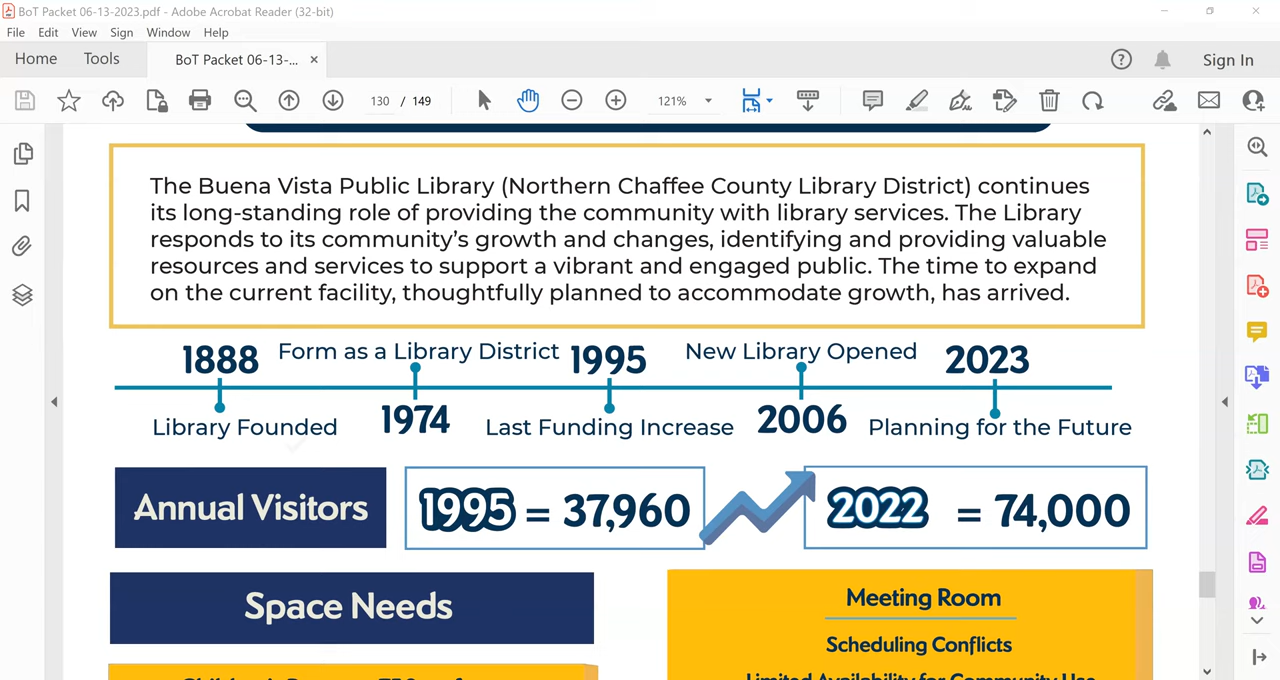 BoT Packet 06-13-2023.pdf - Adobe Acrobat Reader (32-bit)
File Edit View Sign Window Help
Home Tools BoT Packet 06-13-... × Sign In
130 / 149 121%
The Buena Vista Public Library (Northern Chaffee County Library District) continues
its long-standing role of providing the community with library services. The Library
responds to its community's growth and changes, identifying and providing valuable
resources and services to support a vibrant and engaged public. The time to expand
on the current facility, thoughtfully planned to accommodate growth, has arrived.
1888 Form as a Library District 1995 New Library Opened 2023
Library Founded 1974 Last Funding Increase 2006 Planning for the Future
Annual Visitors 1995 = 37,960 2022 = 74,000
Space Needs
Meeting Room
Scheduling Conflicts
Limited Availability for Community Use